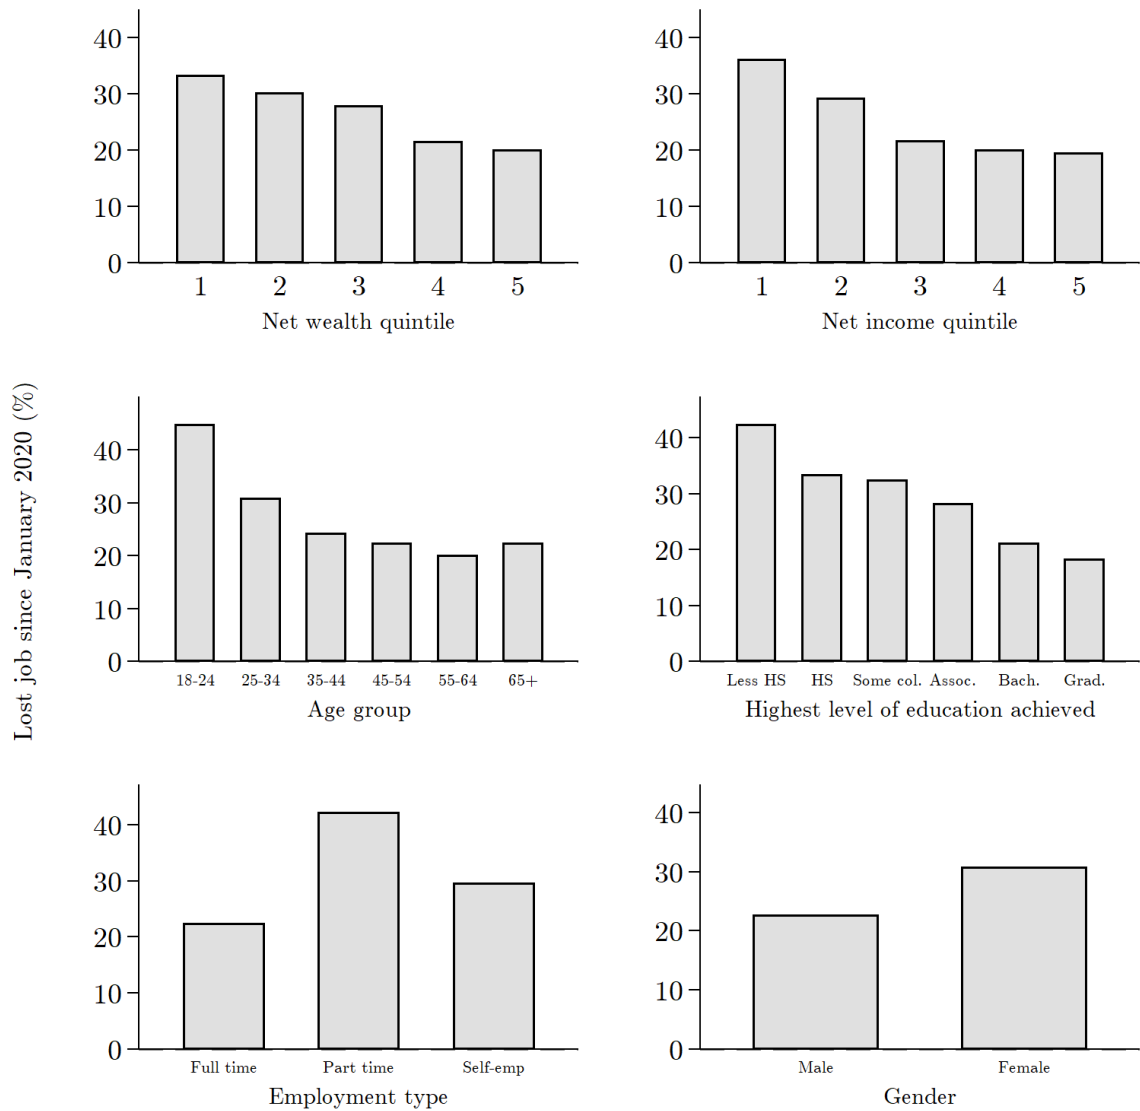 Lost job since January 2020 (%)
40
30
20
10
0
1 2 3 4 5
Net wealth quintile
40
30
20
10
0
1 2 3 4 5
Net income quintile
40
30
20
10
0
18-24 25-34 35-44 45-54 55-64 65+
Age group
40
30
20
10
0
Less HS HS Some col. Assoc. Bach. Grad.
Highest level of education achieved
40
30
20
10
0
Full time Part time Self-emp
Employment type
40
30
20
10
0
Male Female
Gender